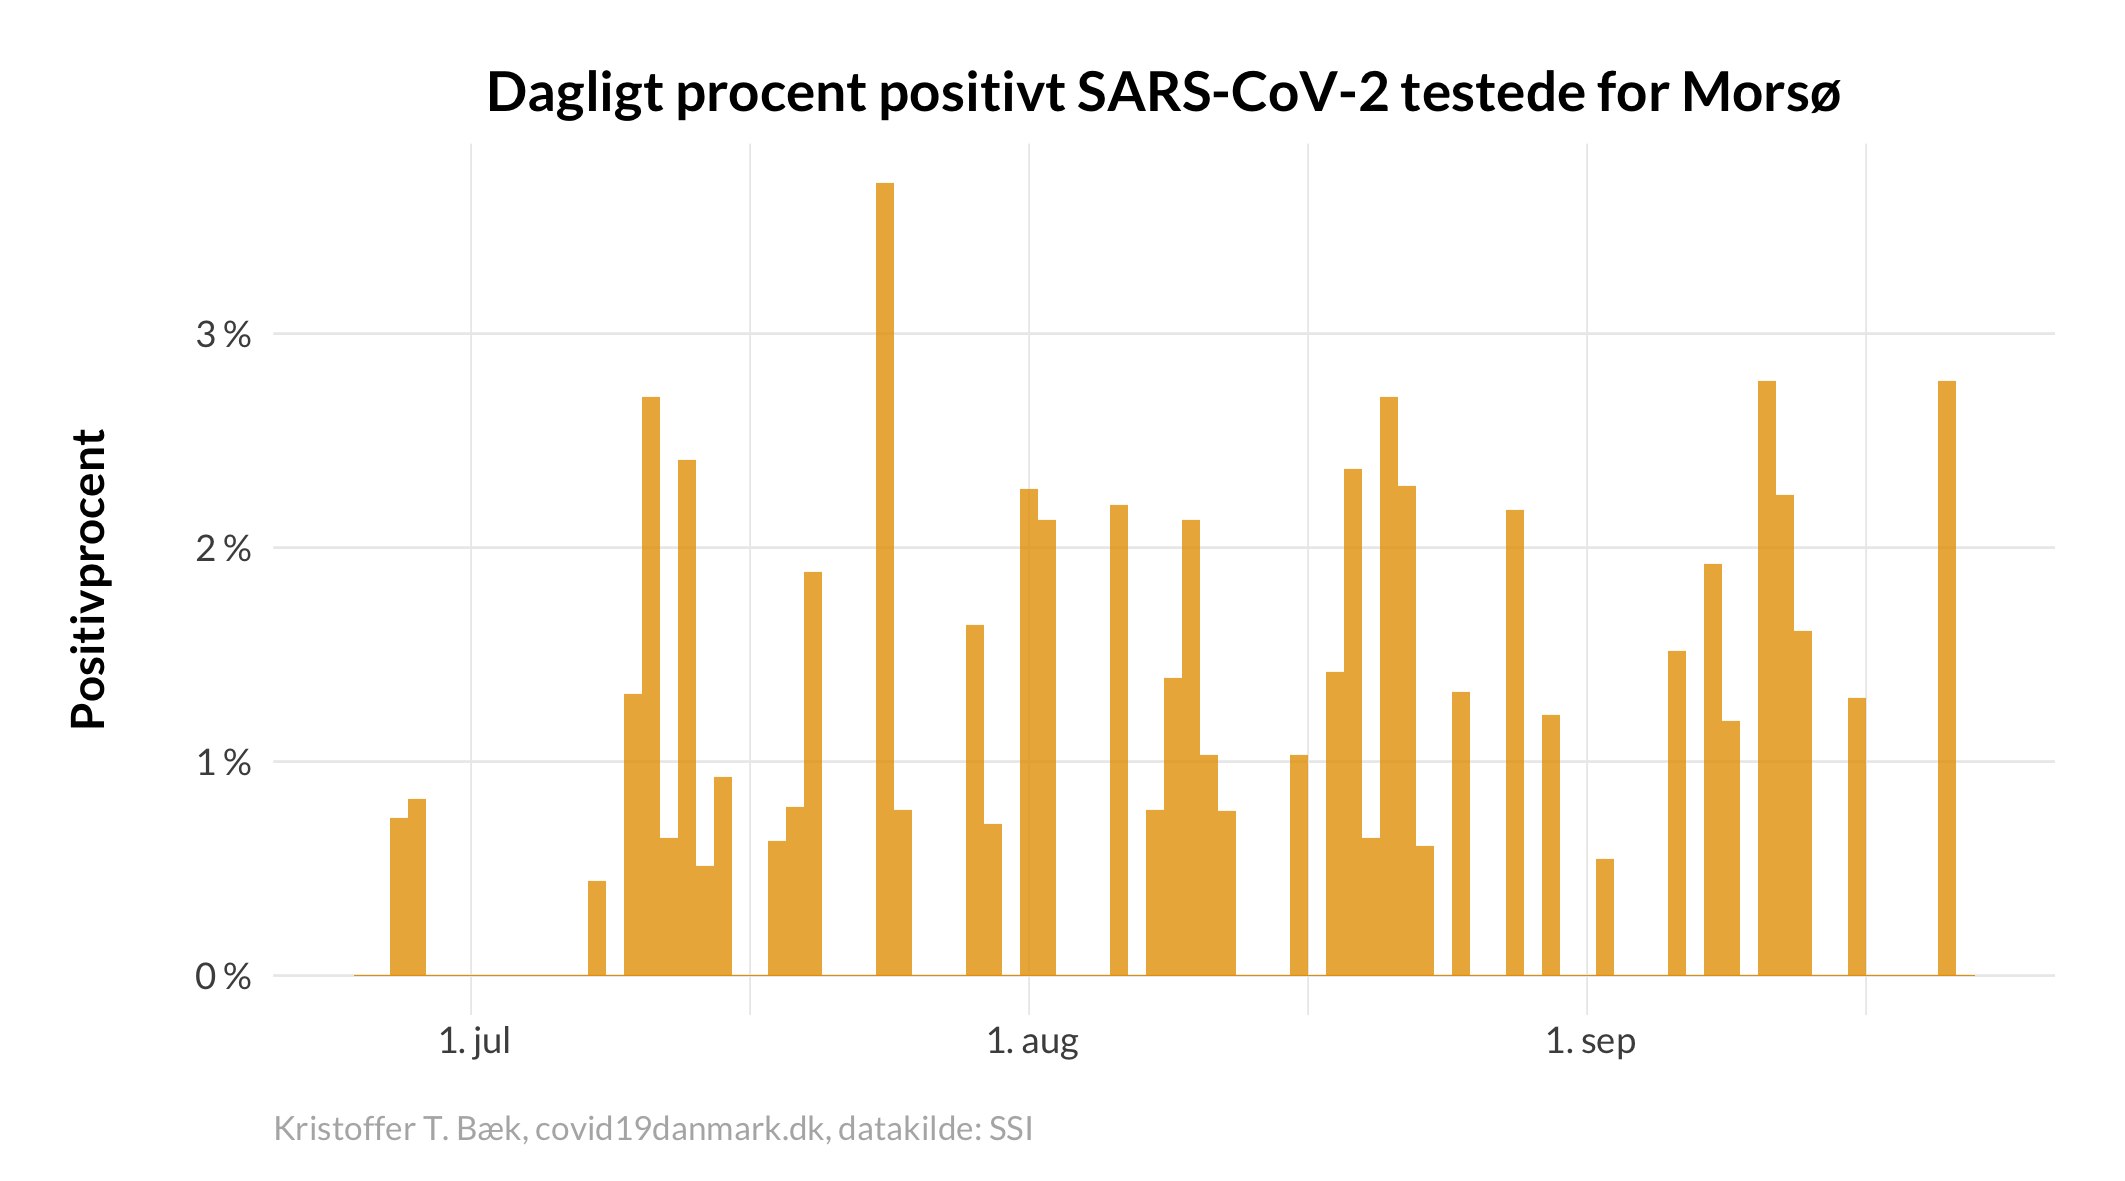 Dagligt procent positivt SARS-CoV-2 testede for Morsø
Positivprocent
3 %
2 %
1 %
0 %
1. jul
1. aug
1. sep
Kristoffer T. Bæk, covid19danmark.dk, datakilde: SSI